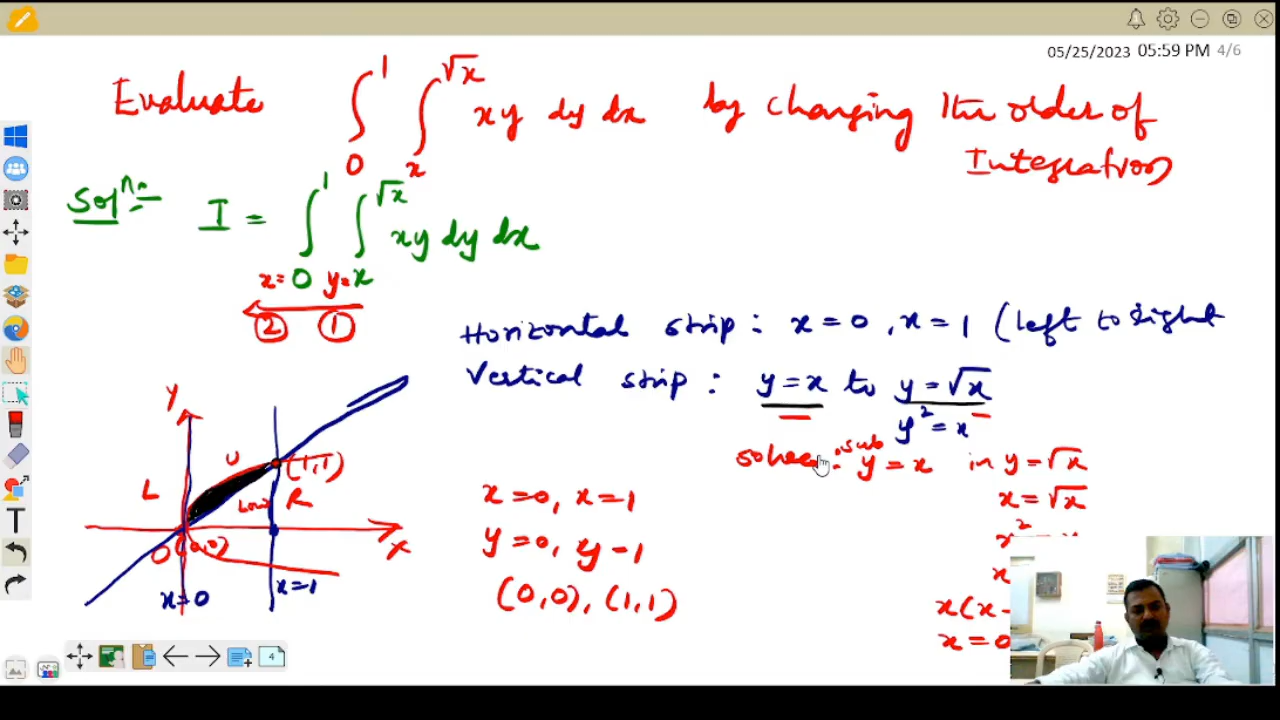 05/25/2023 05:59 PM 4/6
Evaluate ∫₀¹ ∫ₓ^√x xy dy dx by changing the order of
Integration
Solⁿ:- I = ∫₀¹ ∫ₓ^√x xy dy dx
x=0 y=x
② ①
Horizontal strip : x=0, x=1 (left to right
Vertical strip : y=x to y=√x
y²=x
solve: sub y=x in y=√x
x=√x
x
x(x-
x=0
x=0, x=1
y=0, y=1
(0,0), (1,1)
Y
U
(1,1)
L
R
O
(0,0)
X
x=0
x=1
T
4